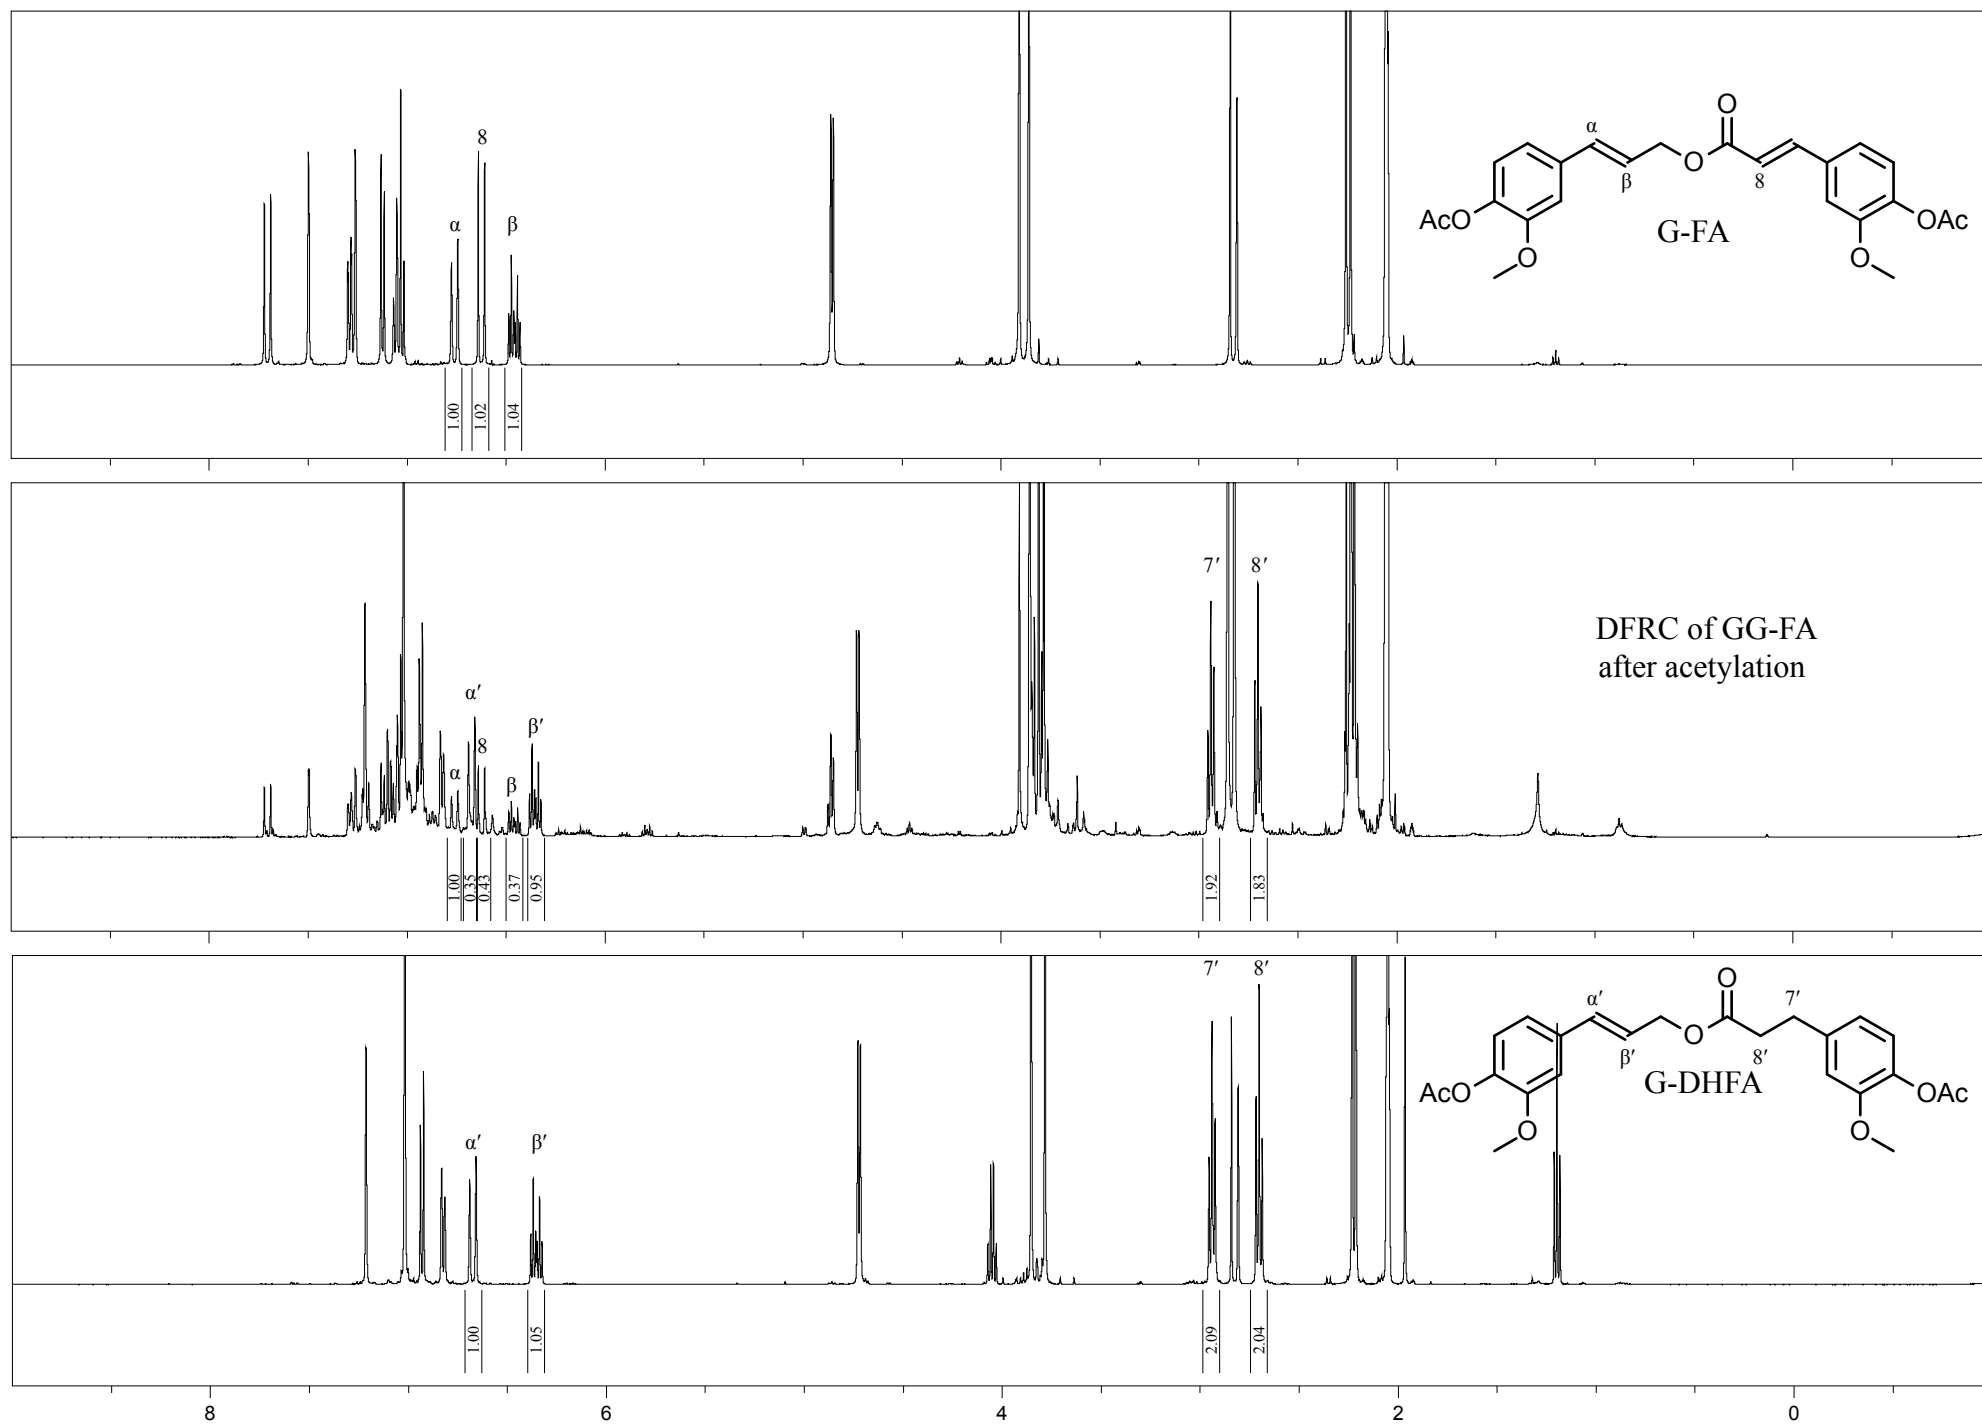 8
α
β
α
β
O
O
8
AcO
O
O
OAc
G-FA
1.00
1.02
1.04
7′
8′
α′
8
α
β
β′
DFRC of GG-FA
after acetylation
1.00
0.35
0.43
0.37
0.95
1.92
1.83
7′
8′
α′
β′
O
α′
7′
O
β′
8′
AcO
G-DHFA
OAc
O
O
1.00
1.05
2.09
2.04
8
6
4
2
0